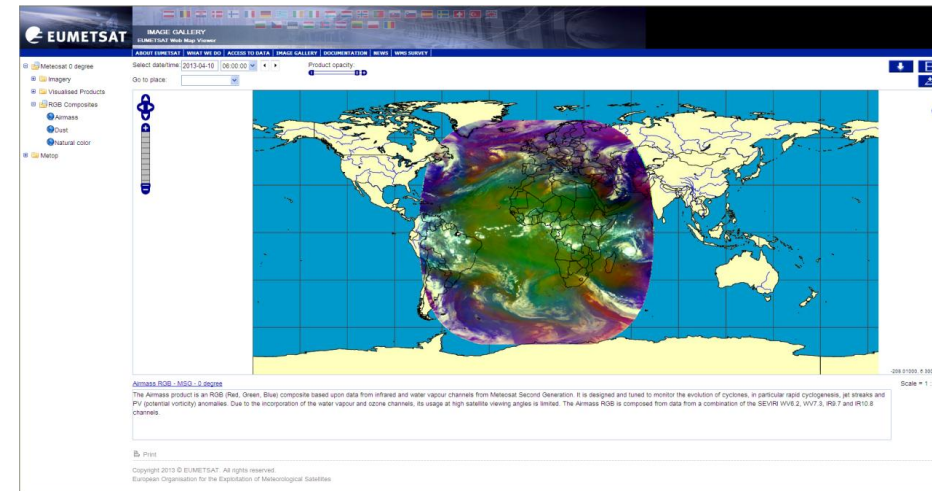 EUMETSAT
IMAGE GALLERY
EUMETSAT Web Map Viewer
ABOUT EUMETSAT | WHAT WE DO | ACCESS TO DATA | IMAGE GALLERY | DOCUMENTATION | NEWS | WMS SURVEY
Meteosat 0 degree
Imagery
Visualised Products
RGB Composites
Airmass
Dust
Natural color
Metop
Select date/time: 2013-04-10 06:00:00
Product opacity:
Go to place:
Airmass RGB - MSG - 0 degree
Scale = 1 :
The Airmass product is an RGB (Red, Green, Blue) composite based upon data from infrared and water vapour channels from Meteosat Second Generation. It is designed and tuned to monitor the evolution of cyclones, in particular rapid cyclogenesis, jet streaks and
PV (potential vorticity) anomalies. Due to the incorporation of the water vapour and ozone channels, its usage at high satellite viewing angles is limited. The Airmass RGB is composed from data from a combination of the SEVIRI WV6.2, WV7.3, IR9.7 and IR10.8
channels.
Print
Copyright 2013 © EUMETSAT. All rights reserved.
European Organisation for the Exploitation of Meteorological Satellites